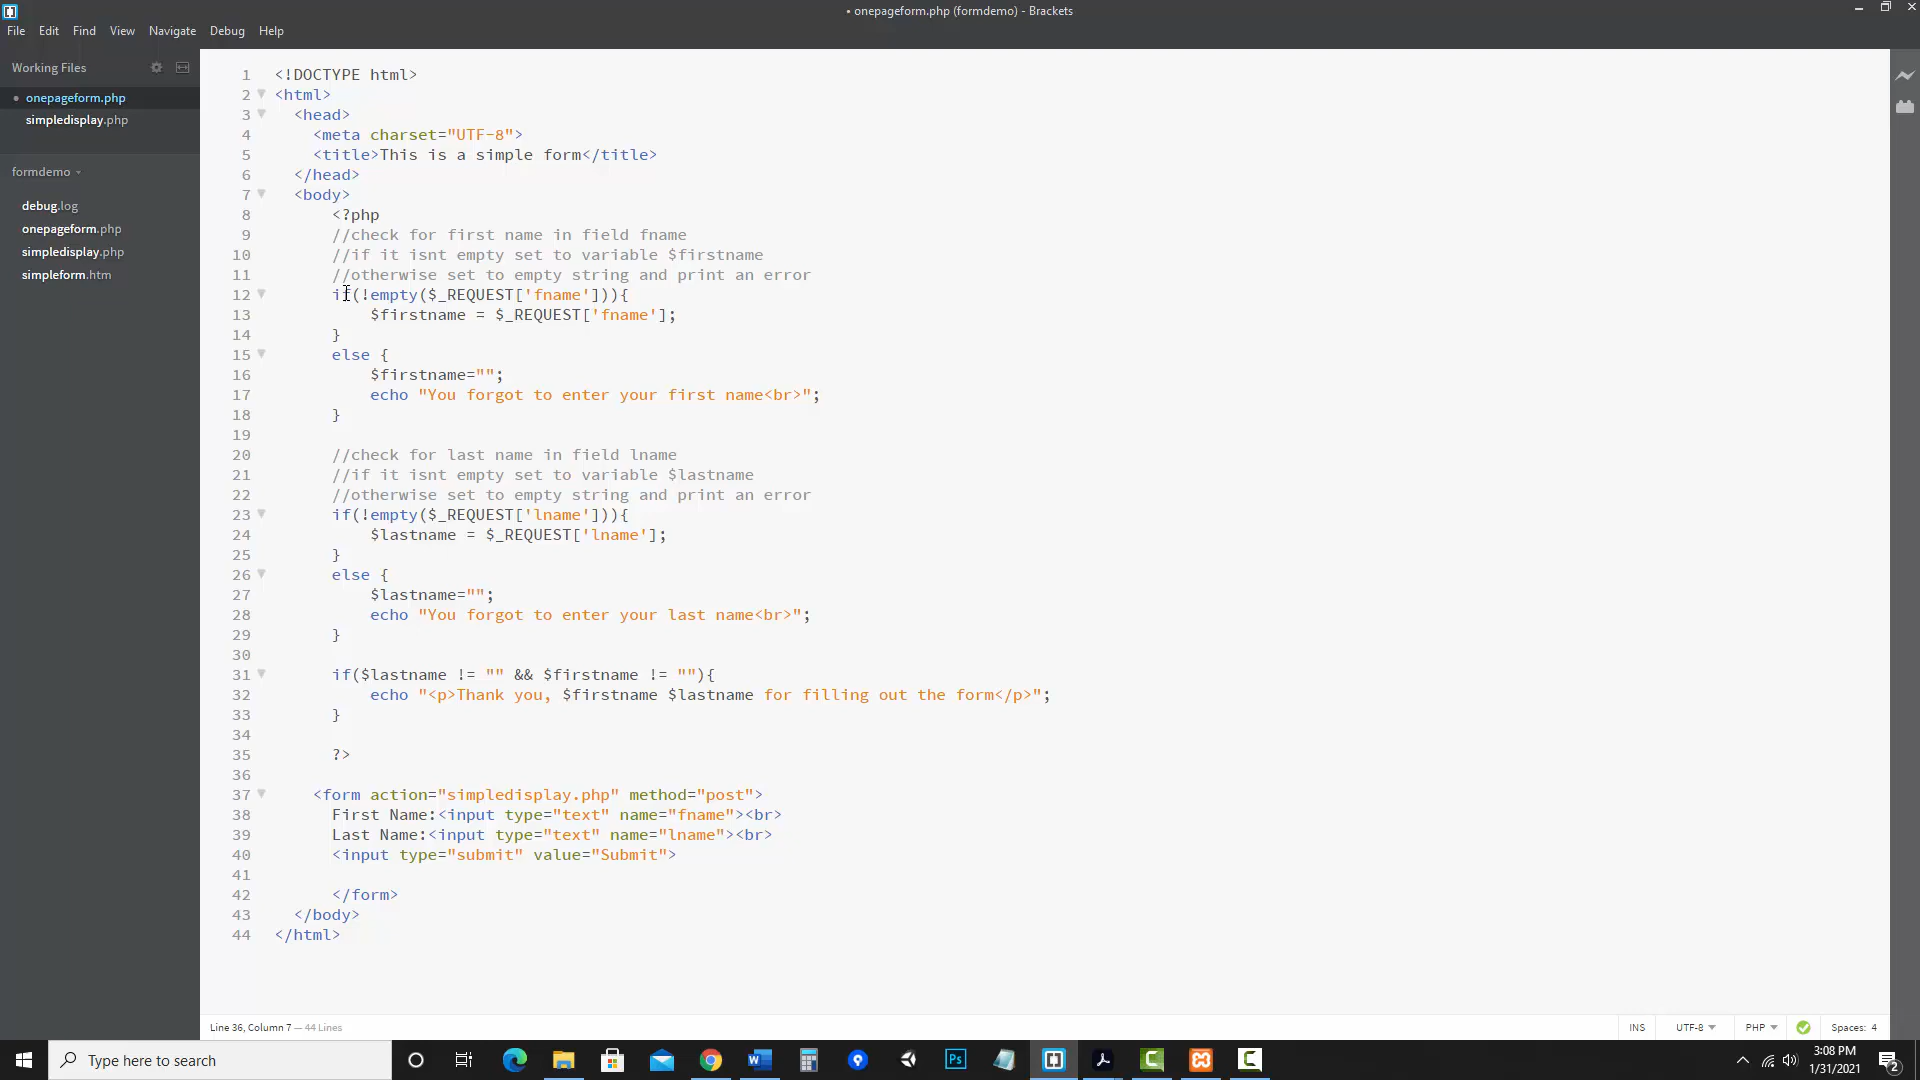 • onepageform.php (formdemo) - Brackets
File Edit Find View Navigate Debug Help
Working Files
• onepageform.php
simpledisplay.php
formdemo
debug.log
onepageform.php
simpledisplay.php
simpleform.htm
1 <!DOCTYPE html>
2 <html>
3 <head>
4 <meta charset="UTF-8">
5 <title>This is a simple form</title>
6 </head>
7 <body>
8 <?php
9 //check for first name in field fname
10 //if it isnt empty set to variable $firstname
11 //otherwise set to empty string and print an error
12 if(!empty($_REQUEST['fname'])){
13 $firstname = $_REQUEST['fname'];
14 }
15 else {
16 $firstname="";
17 echo "You forgot to enter your first name<br>";
18 }
19
20 //check for last name in field lname
21 //if it isnt empty set to variable $lastname
22 //otherwise set to empty string and print an error
23 if(!empty($_REQUEST['lname'])){
24 $lastname = $_REQUEST['lname'];
25 }
26 else {
27 $lastname="";
28 echo "You forgot to enter your last name<br>";
29 }
30
31 if($lastname != "" && $firstname != ""){
32 echo "<p>Thank you, $firstname $lastname for filling out the form</p>";
33 }
34
35 ?>
36
37 <form action="simpledisplay.php" method="post">
38 First Name:<input type="text" name="fname"><br>
39 Last Name:<input type="text" name="lname"><br>
40 <input type="submit" value="Submit">
41
42 </form>
43 </body>
44 </html>
Line 36, Column 7 — 44 Lines
INS UTF-8 PHP Spaces: 4
Type here to search
Ps
3:08 PM
1/31/2021
2